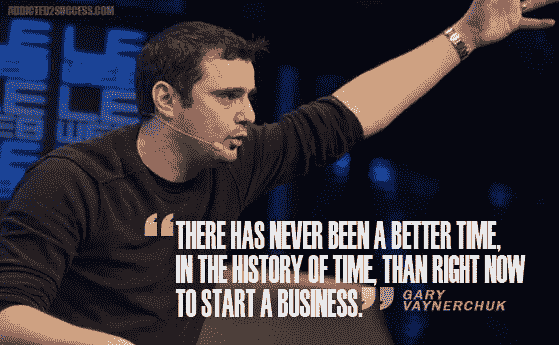 ADDICTED2SUCCESS.COM
“THERE HAS NEVER BEEN A BETTER TIME,
IN THE HISTORY OF TIME, THAN RIGHT NOW
TO START A BUSINESS.”
GARY
VAYNERCHUK